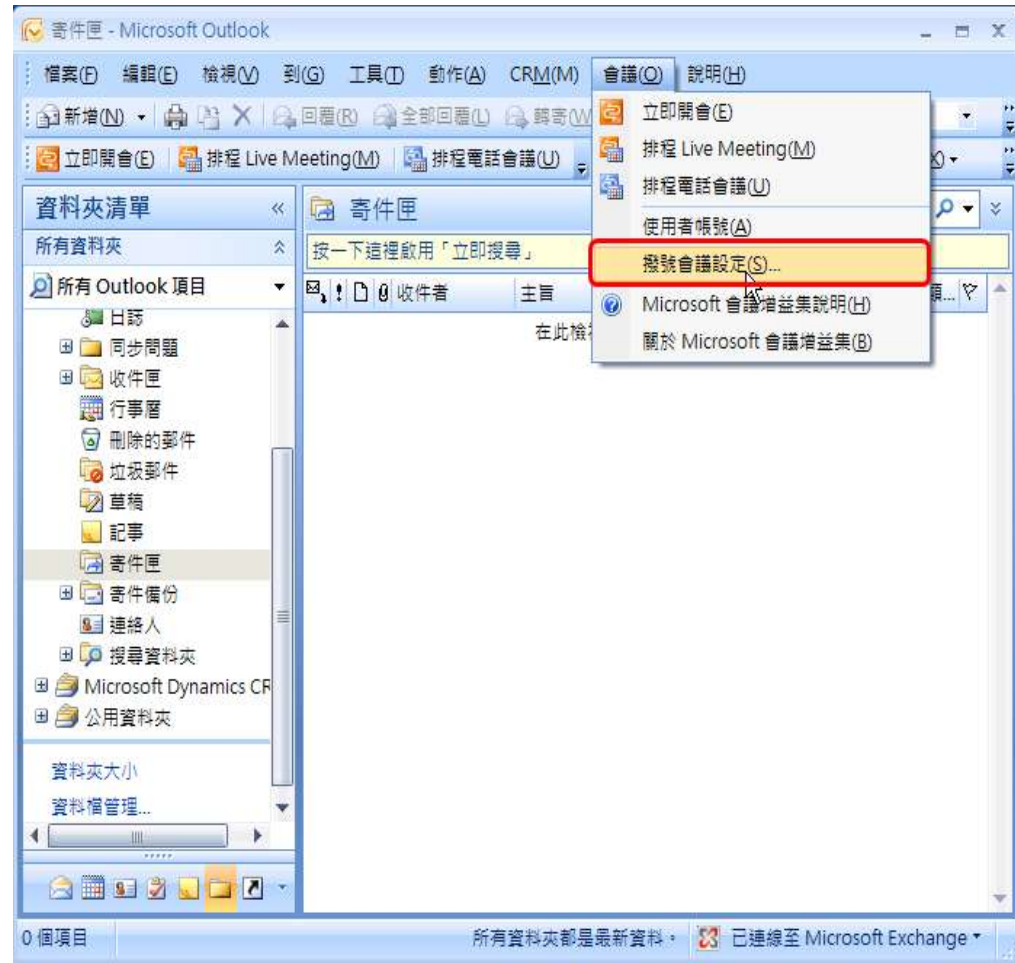 寄件匣 - Microsoft Outlook
檔案(F) 編輯(E) 檢視(V) 到(G) 工具(T) 動作(A) CRM(M) 會議(O) 說明(H)
新增(N) 回覆(R) 全部回覆(L) 轉寄(W
立即開會(E) 排程 Live Meeting(M) 排程電話會議(U)
立即開會(E)
排程 Live Meeting(M)
排程電話會議(U)
使用者帳號(A)
撥號會議設定(S)...
Microsoft 會議增益集說明(H)
關於 Microsoft 會議增益集(B)
資料夾清單
所有資料夾
所有 Outlook 項目
日誌
同步問題
收件匣
行事曆
刪除的郵件
垃圾郵件
草稿
記事
寄件匣
寄件備份
連絡人
搜尋資料夾
Microsoft Dynamics CR
公用資料夾
資料夾大小
資料檔管理...
寄件匣
按一下這裡啟用「立即搜尋」
收件者 主旨
在此檢
0 個項目 所有資料夾都是最新資料。 已連線至 Microsoft Exchange